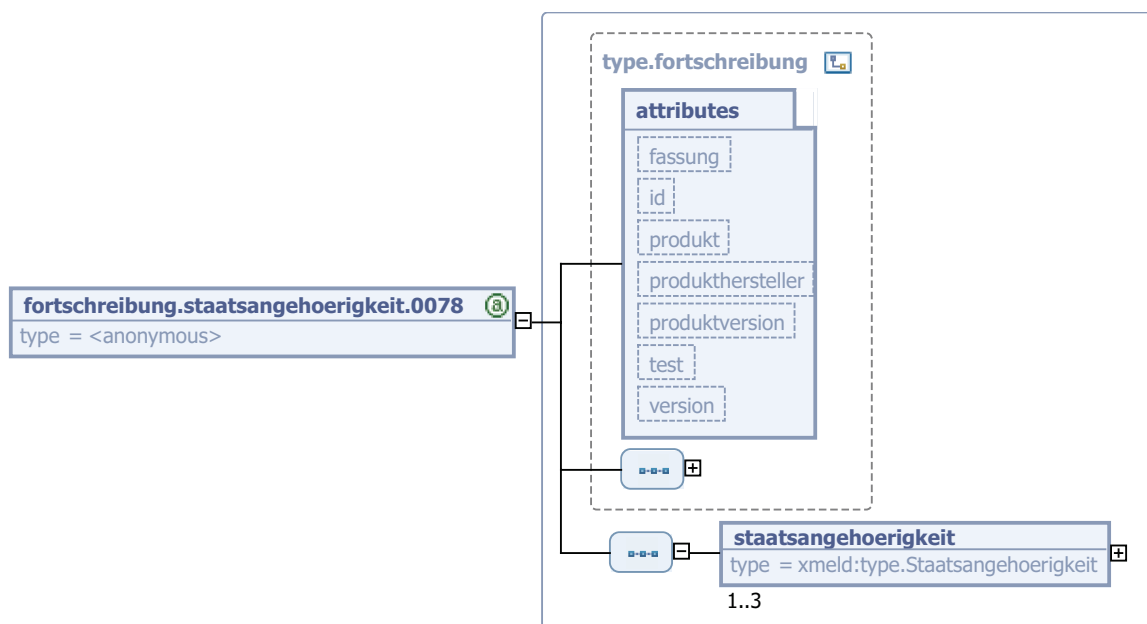 type.fortschreibung
attributes
fassung
id
produkt
produkthersteller
produktversion
test
version
fortschreibung.staatsangehoerigkeit.0078 @
type = <anonymous>
staatsangehoerigkeit
type = xmeld:type.Staatsangehoerigkeit
1..3